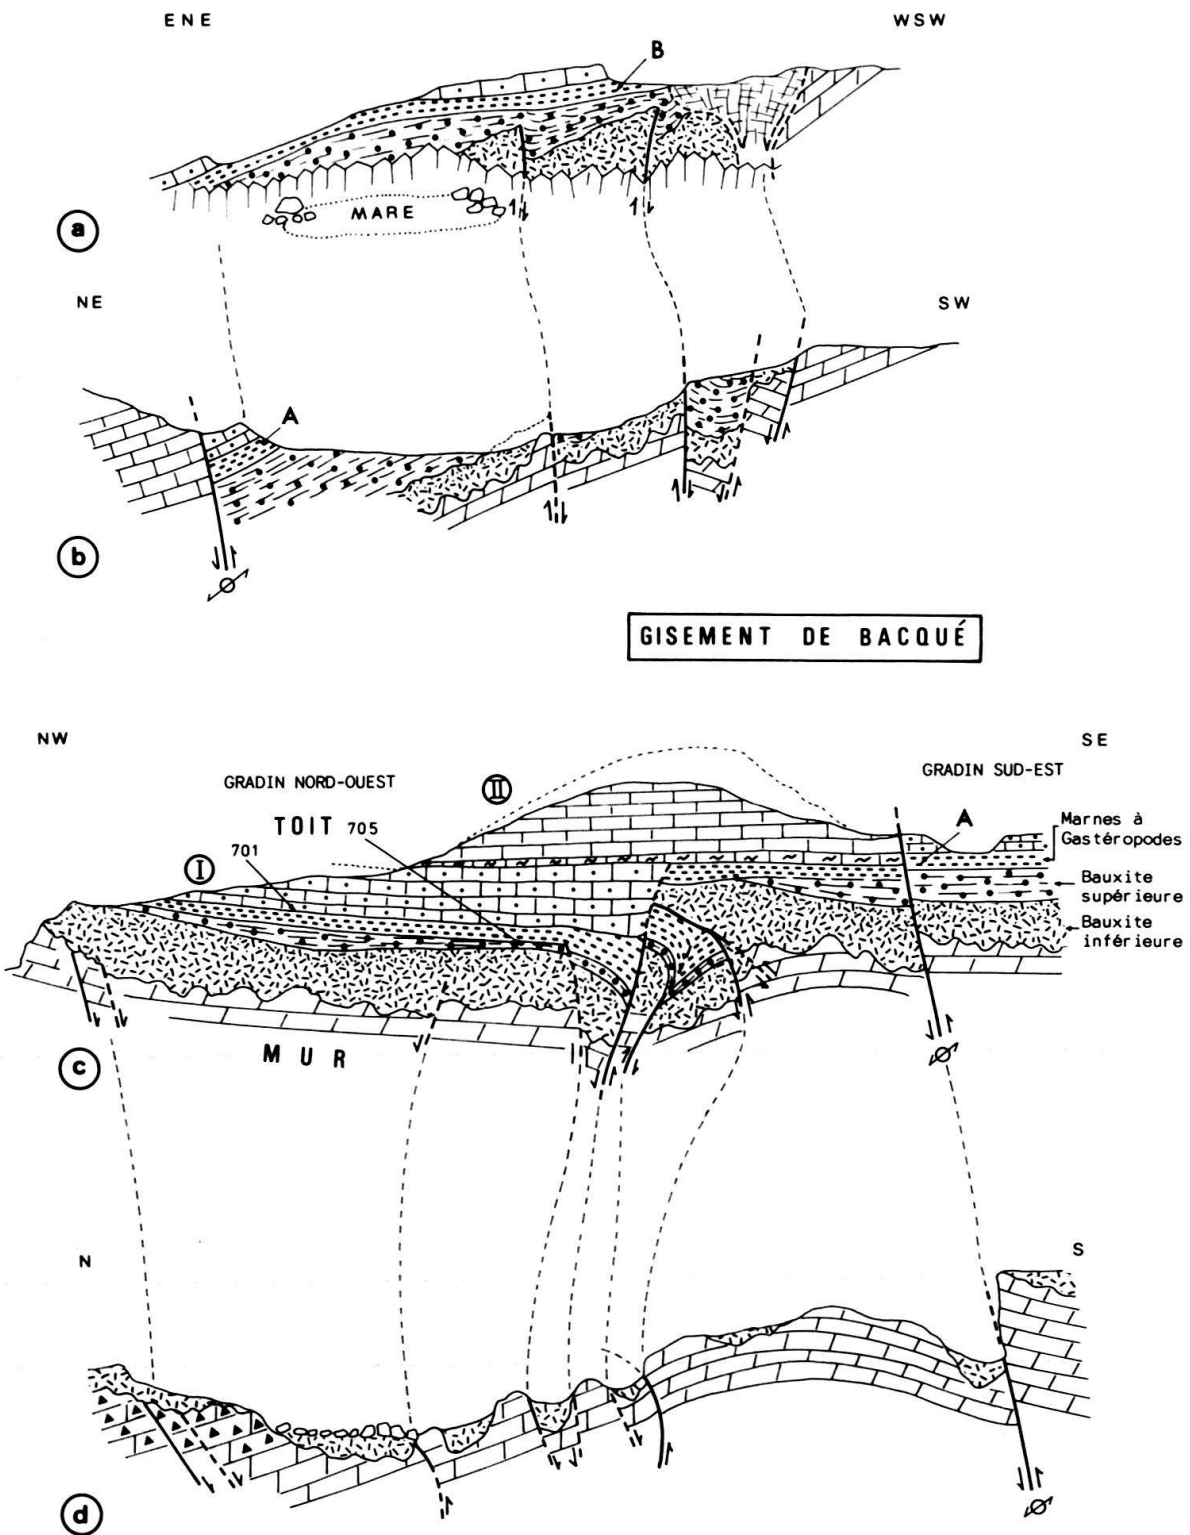 ENE
WSW
B
MARE
a
NE
SW
A
b
GISEMENT DE BACQUÉ
NW
SE
GRADIN NORD-OUEST
II
GRADIN SUD-EST
TOIT 705
A
Marnes à
Gastéropodes
701
I
Bauxite
supérieure
Bauxite
inférieure
MUR
c
N
S
d